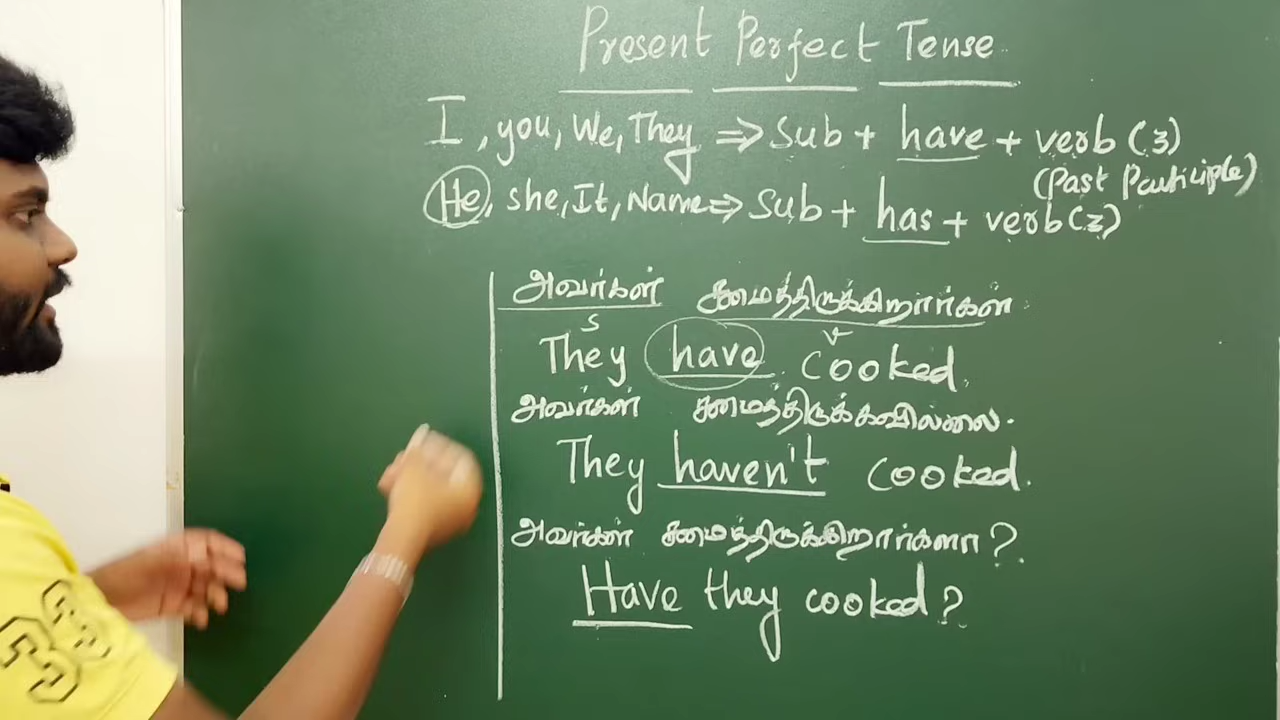 Present Perfect Tense
I, you, We, They ⇒ Sub + have + verb (3)
(Past Participle)
He, she, It, Name ⇒ Sub + has + verb (3)
அவர்கள் சமைத்திருக்கிறார்கள்.
S v
They have cooked.
அவர்கள் சமைத்திருக்கவில்லை.
They haven't cooked.
அவர்கள் சமைத்திருக்கிறார்களா?
Have they cooked?
33